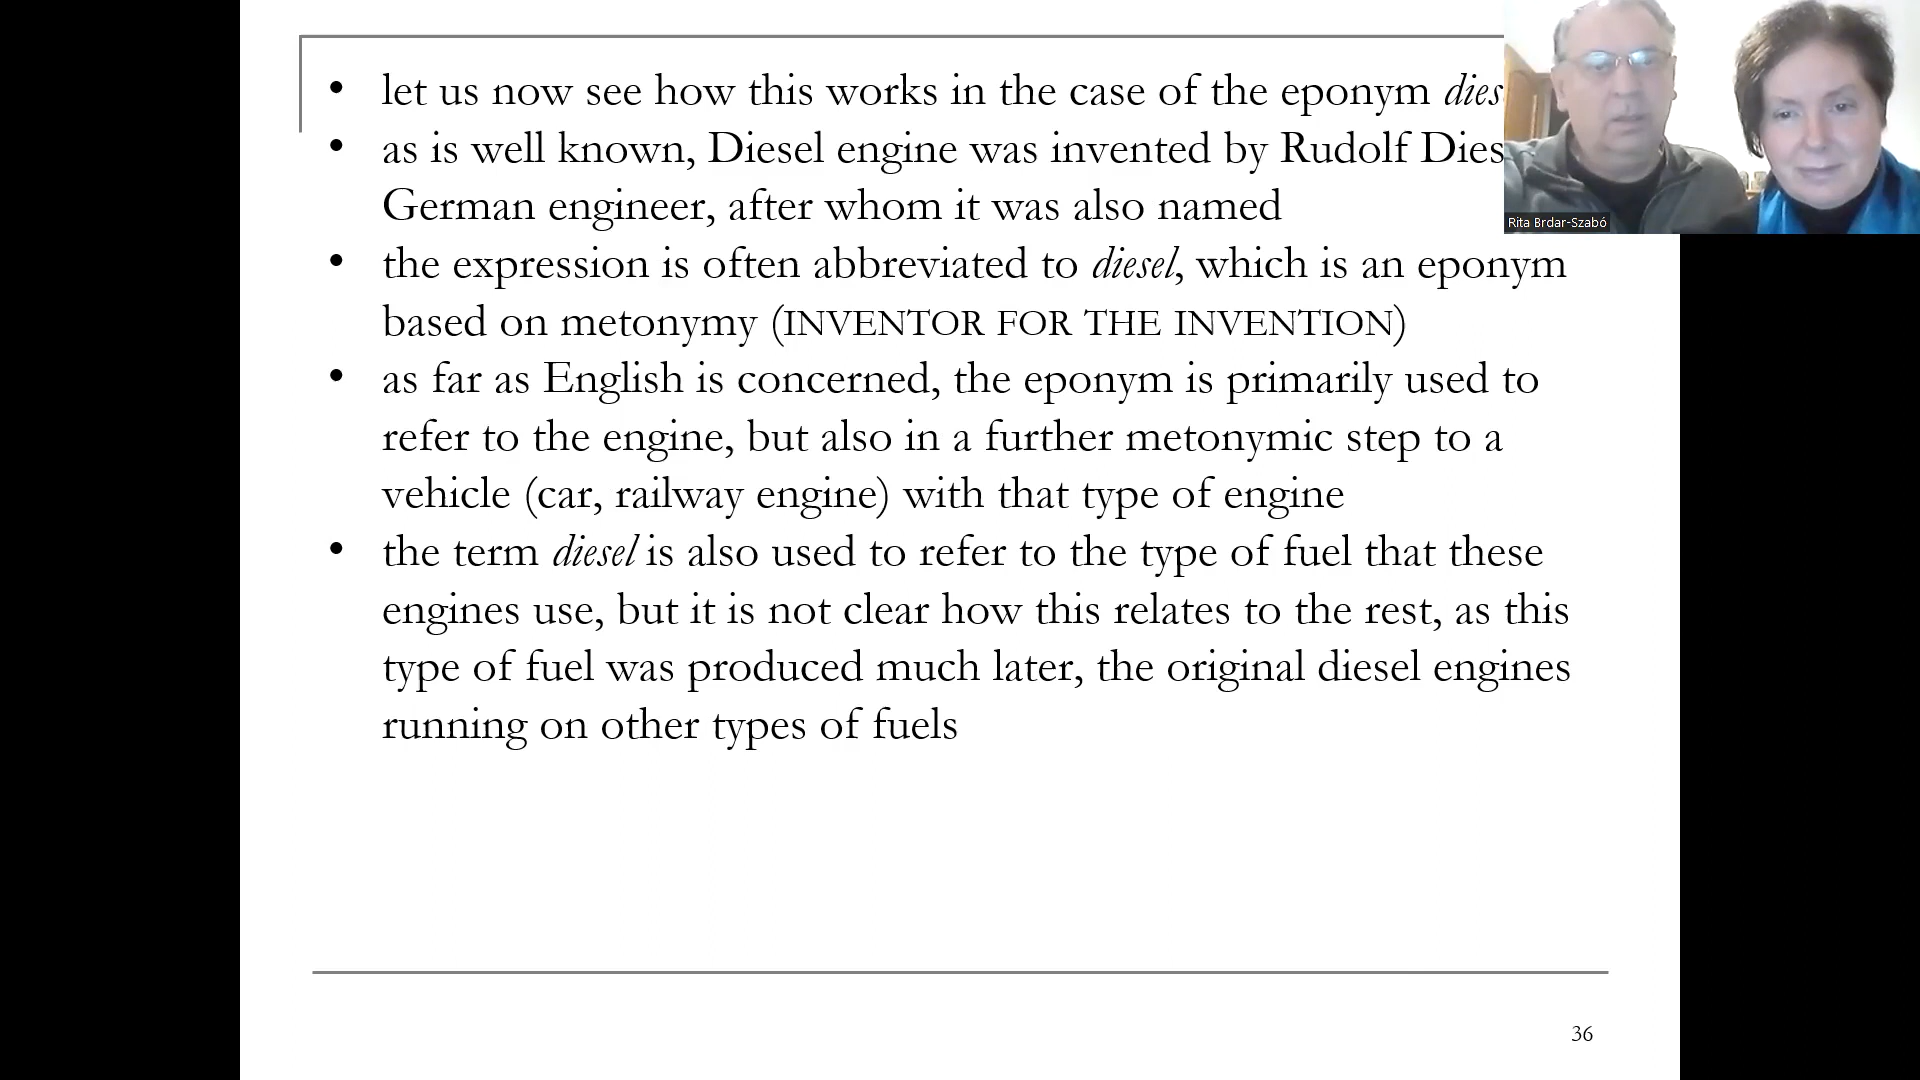 • let us now see how this works in the case of the eponym
• as is well known, Diesel engine was invented by Rudolf
German engineer, after whom it was also named
• the expression is often abbreviated to diesel, which is an eponym
based on metonymy (INVENTOR FOR THE INVENTION)
• as far as English is concerned, the eponym is primarily used to
refer to the engine, but also in a further metonymic step to a
vehicle (car, railway engine) with that type of engine
• the term diesel is also used to refer to the type of fuel that these
engines use, but it is not clear how this relates to the rest, as this
type of fuel was produced much later, the original diesel engines
running on other types of fuels
Rita Brdar-Szabó
36